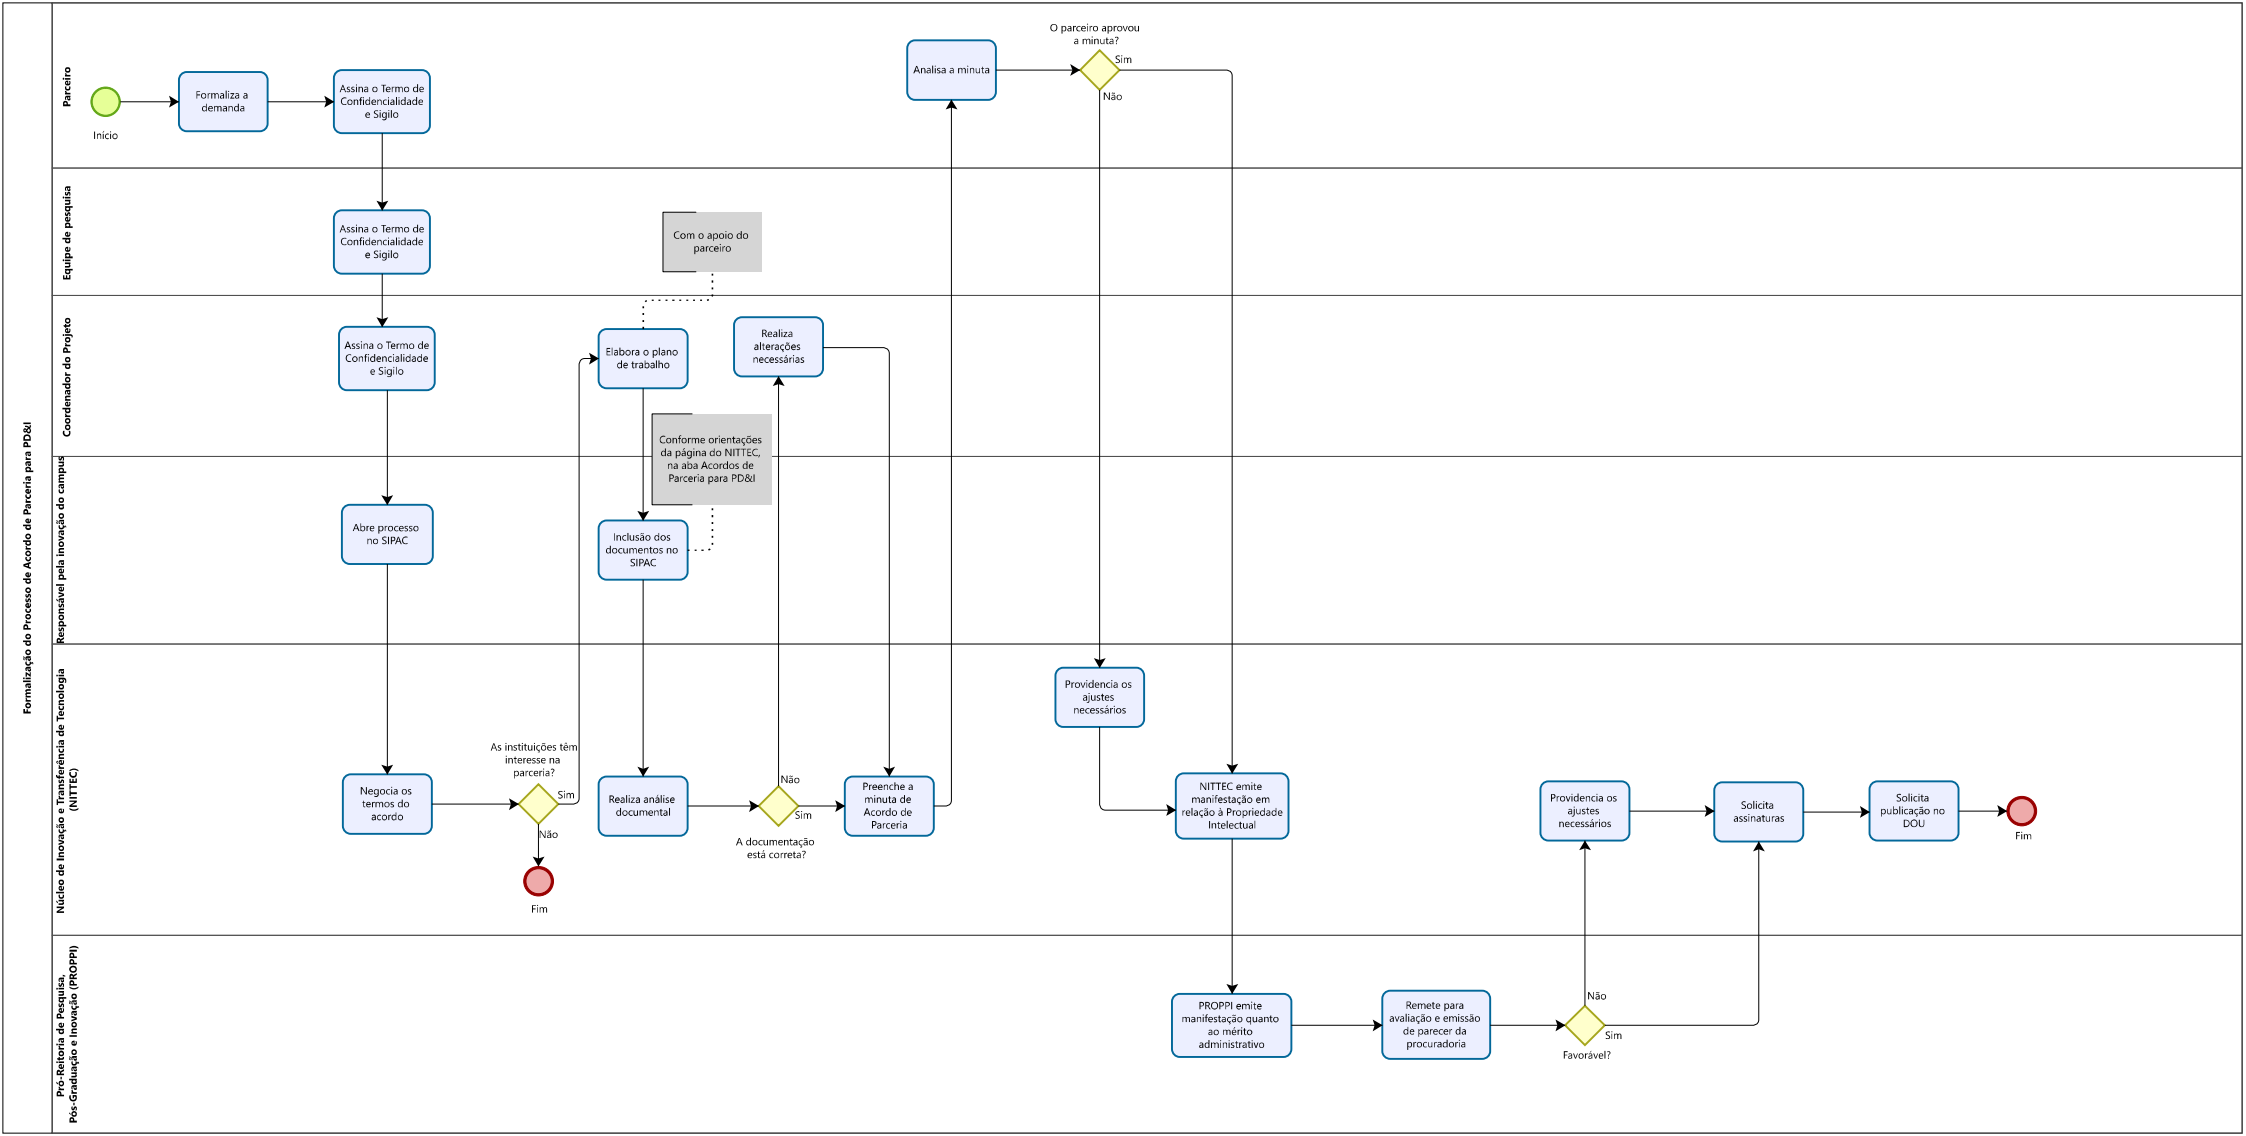 Formalização do Processo de Acordo de Parceria para PD&I
Parceiro
Início
Formaliza a
demanda
Assina o Termo de
Confidencialidade
e Sigilo
Analisa a minuta
O parceiro aprovou
a minuta?
Sim
Não
Equipe de pesquisa
Assina o Termo de
Confidencialidade
e Sigilo
Com o apoio do
parceiro
Coordenador do Projeto
Assina o Termo de
Confidencialidade
e Sigilo
Elabora o plano
de trabalho
Realiza
alterações
necessárias
Conforme orientações
da página do NITTEC,
na aba Acordos de
Parceria para PD&I
Responsável pela inovação do campus
Abre processo
no SIPAC
Inclusão dos
documentos no
SIPAC
Núcleo de Inovação e Transferência de Tecnologia
(NITTEC)
Negocia os
termos do
acordo
As instituições têm
interesse na
parceria?
Sim
Não
Fim
Realiza análise
documental
Não
Sim
A documentação
está correta?
Preenche a
minuta de
Acordo de
Parceria
Providencia os
ajustes
necessários
NITTEC emite
manifestação em
relação à Propriedade
Intelectual
Providencia os
ajustes
necessários
Solicita
assinaturas
Solicita
publicação no
DOU
Fim
Pró-Reitoria de Pesquisa,
Pós-Graduação e Inovação (PROPPI)
PROPPI emite
manifestação quanto
ao mérito
administrativo
Remete para
avaliação e emissão
de parecer da
procuradoria
Não
Sim
Favorável?